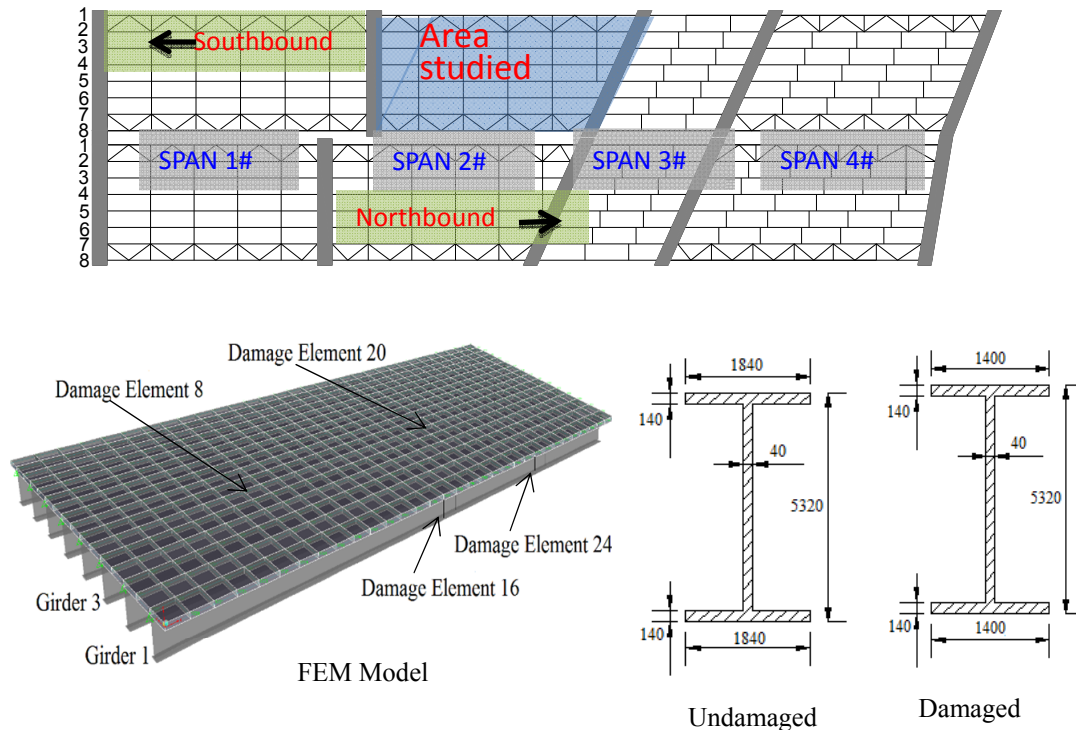 1
2
3
4
5
6
7
8
1
2
3
4
5
6
7
8
Southbound
Area
studied
SPAN 1#
SPAN 2#
SPAN 3#
SPAN 4#
Northbound
Damage Element 20
Damage Element 8
Damage Element 24
Damage Element 16
Girder 3
Girder 1
FEM Model
1840
140
40
5320
140
1840
Undamaged
1400
140
40
5320
140
1400
Damaged